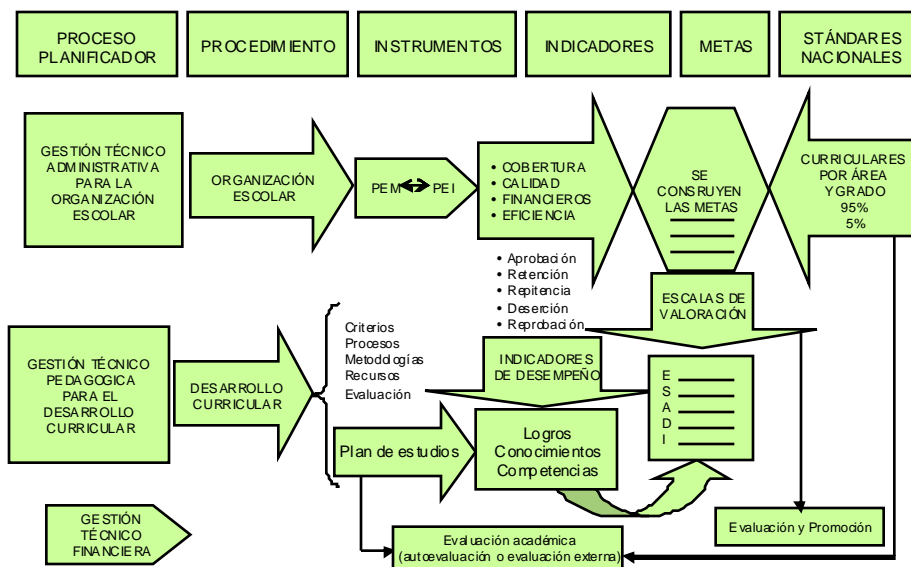 PROCESO
PLANIFICADOR
PROCEDIMIENTO
INSTRUMENTOS
INDICADORES
METAS
STÁNDARES
NACIONALES
GESTIÓN TÉCNICO
ADMINISTRATIVA
PARA LA
ORGANIZACIÓN
ESCOLAR
ORGANIZACIÓN
ESCOLAR
PEM PEI
• COBERTURA
• CALIDAD
• FINANCIEROS
• EFICIENCIA
SE
CONSTRUYEN
LAS METAS
CURRICULARES
POR ÁREA
Y GRADO
95%
5%
• Aprobación
• Retención
• Repitencia
• Deserción
• Reprobación
ESCALAS DE
VALORACIÓN
GESTIÓN TÉCNICO
PEDAGOGICA
PARA EL
DESARROLLO
CURRICULAR
DESARROLLO
CURRICULAR
Criterios
Procesos
Metodologías
Recursos
Evaluación
INDICADORES
DE DESEMPEÑO
E
S
A
D
I
Plan de estudios
Logros
Conocimientos
Competencias
GESTIÓN
TÉCNICO
FINANCIERA
Evaluación académica
(autoevaluación o evaluación externa)
Evaluación y Promoción